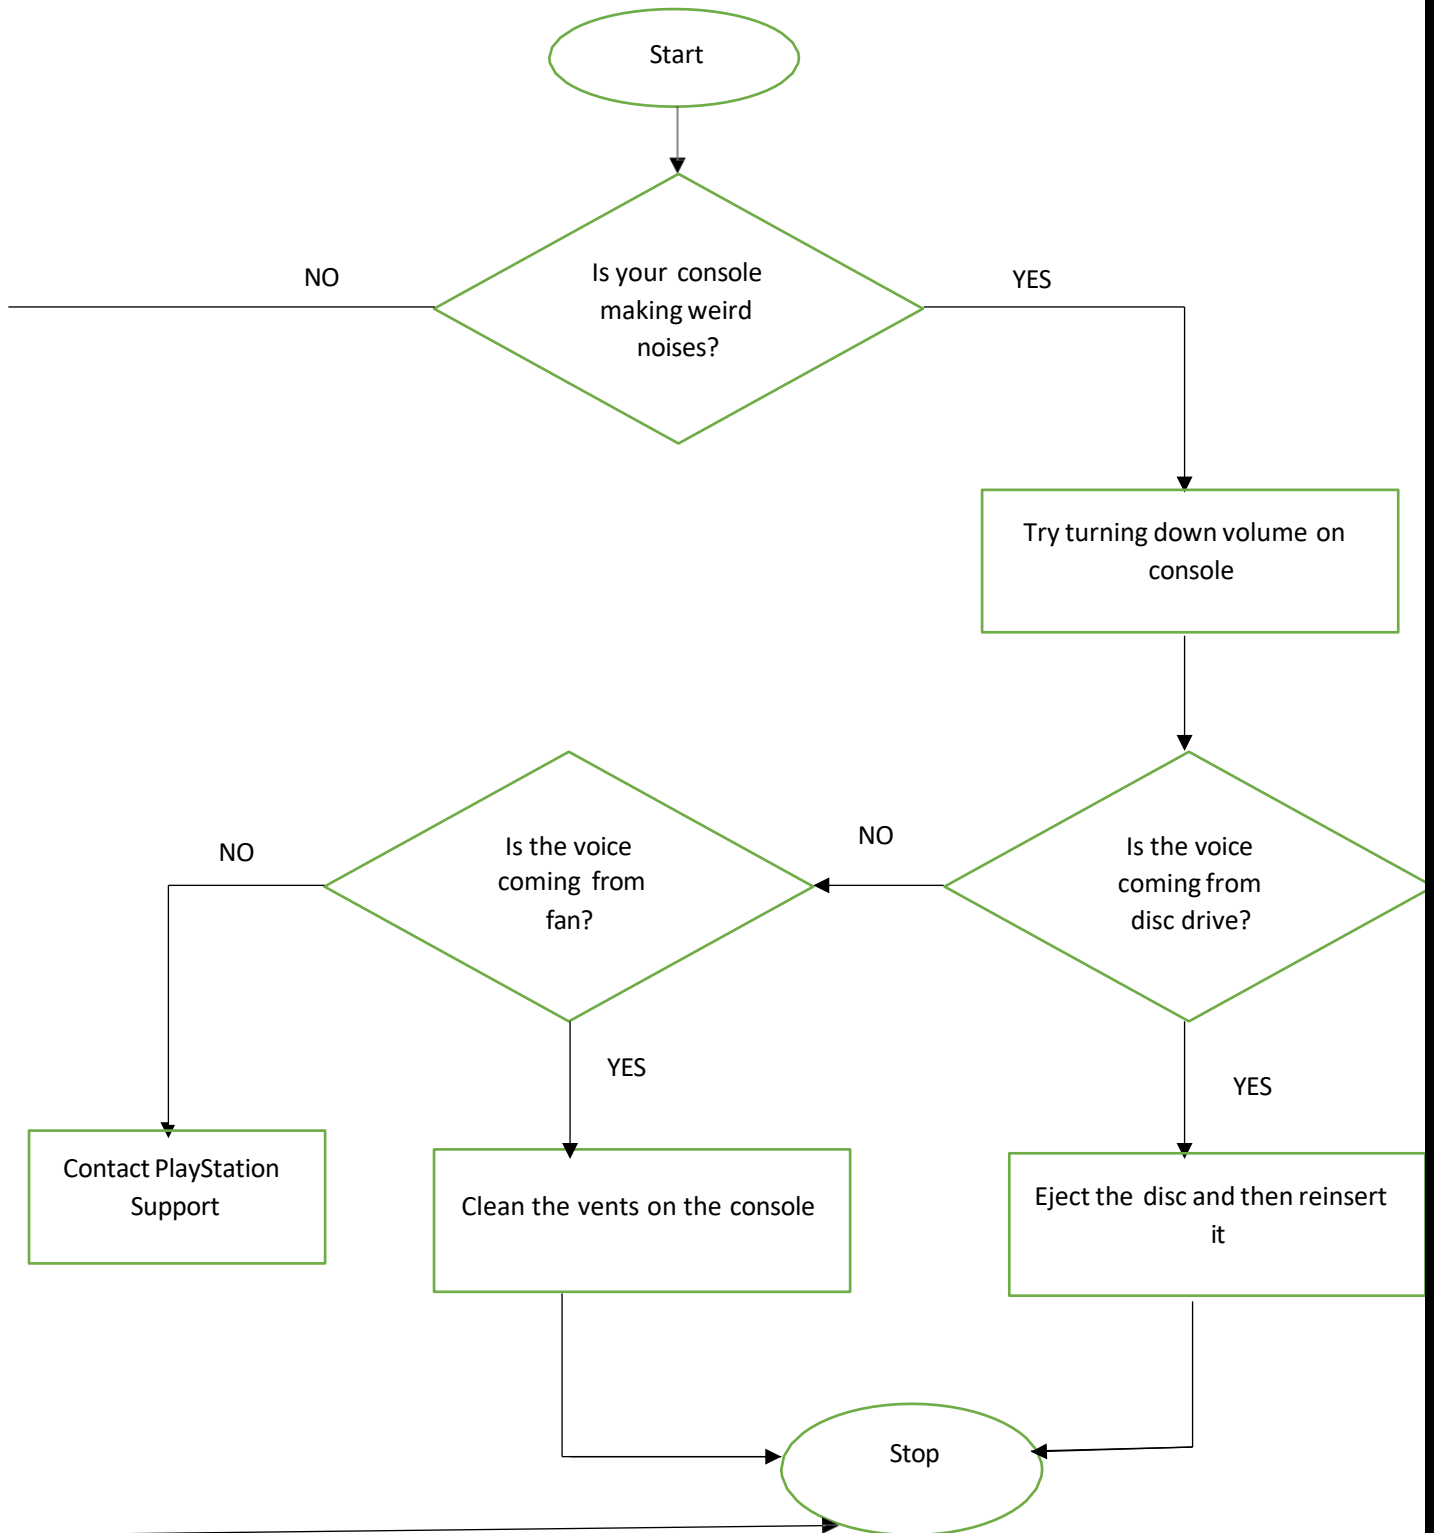 Start
NO
Is your console
making weird
noises?
YES
Try turning down volume on
console
NO
Is the voice
coming from
fan?
NO
Is the voice
coming from
disc drive?
YES
YES
Contact PlayStation
Support
Clean the vents on the console
Eject the disc and then reinsert
it
Stop